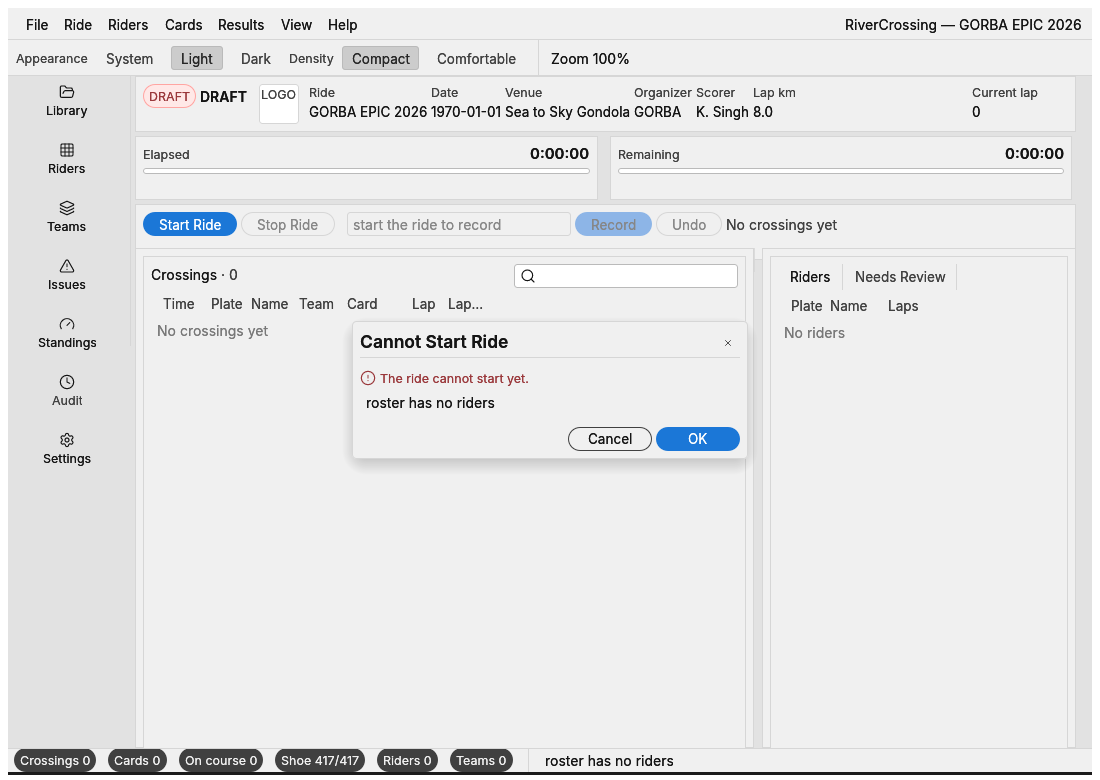 File Ride Riders Cards Results View Help RiverCrossing — GORBA EPIC 2026
Appearance System Light Dark Density Compact Comfortable Zoom 100%
Library
Riders
Teams
Issues
Standings
Audit
Settings
DRAFT DRAFT LOGO Ride Date Venue Organizer Scorer Lap km Current lap
GORBA EPIC 2026 1970-01-01 Sea to Sky Gondola GORBA K. Singh 8.0 0
Elapsed 0:00:00 Remaining 0:00:00
Start Ride Stop Ride start the ride to record Record Undo No crossings yet
Crossings · 0
Time Plate Name Team Card Lap Lap...
No crossings yet
Riders Needs Review
Plate Name Laps
No riders
Cannot Start Ride ×
The ride cannot start yet.
roster has no riders
Cancel OK
Crossings 0 Cards 0 On course 0 Shoe 417/417 Riders 0 Teams 0 roster has no riders